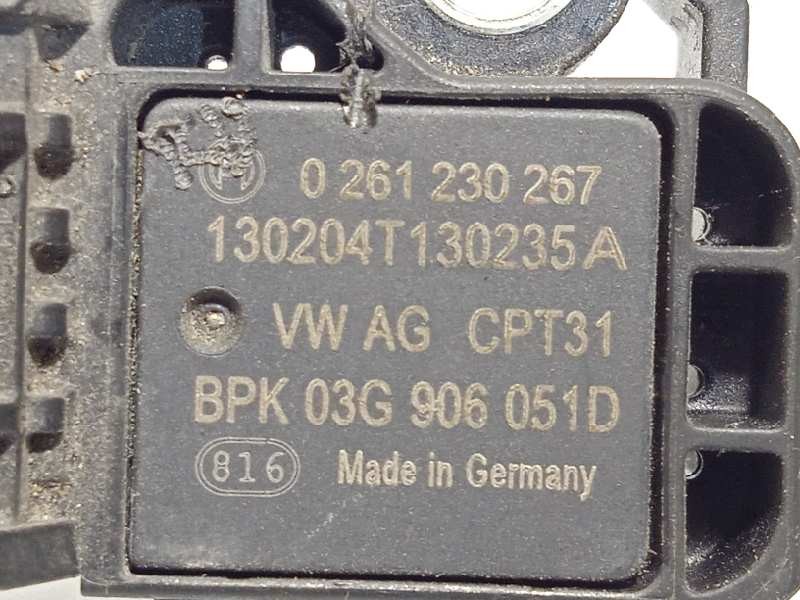 0 261 230 267
130204T130235A
VW AG CPT31
BPK 03G 906 051D
816 Made in Germany